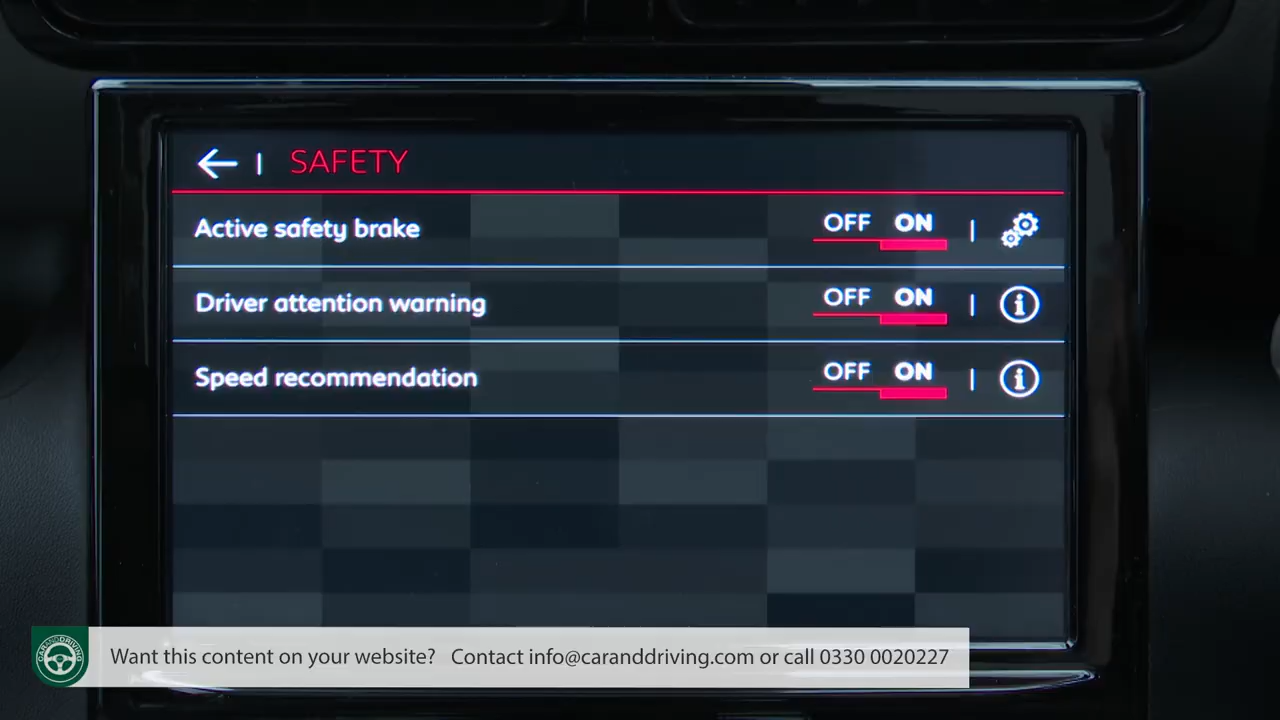 SAFETY
Active safety brake OFF ON
Driver attention warning OFF ON
Speed recommendation OFF ON
CARANDDRIVING
Want this content on your website? Contact info@caranddriving.com or call 0330 0020227